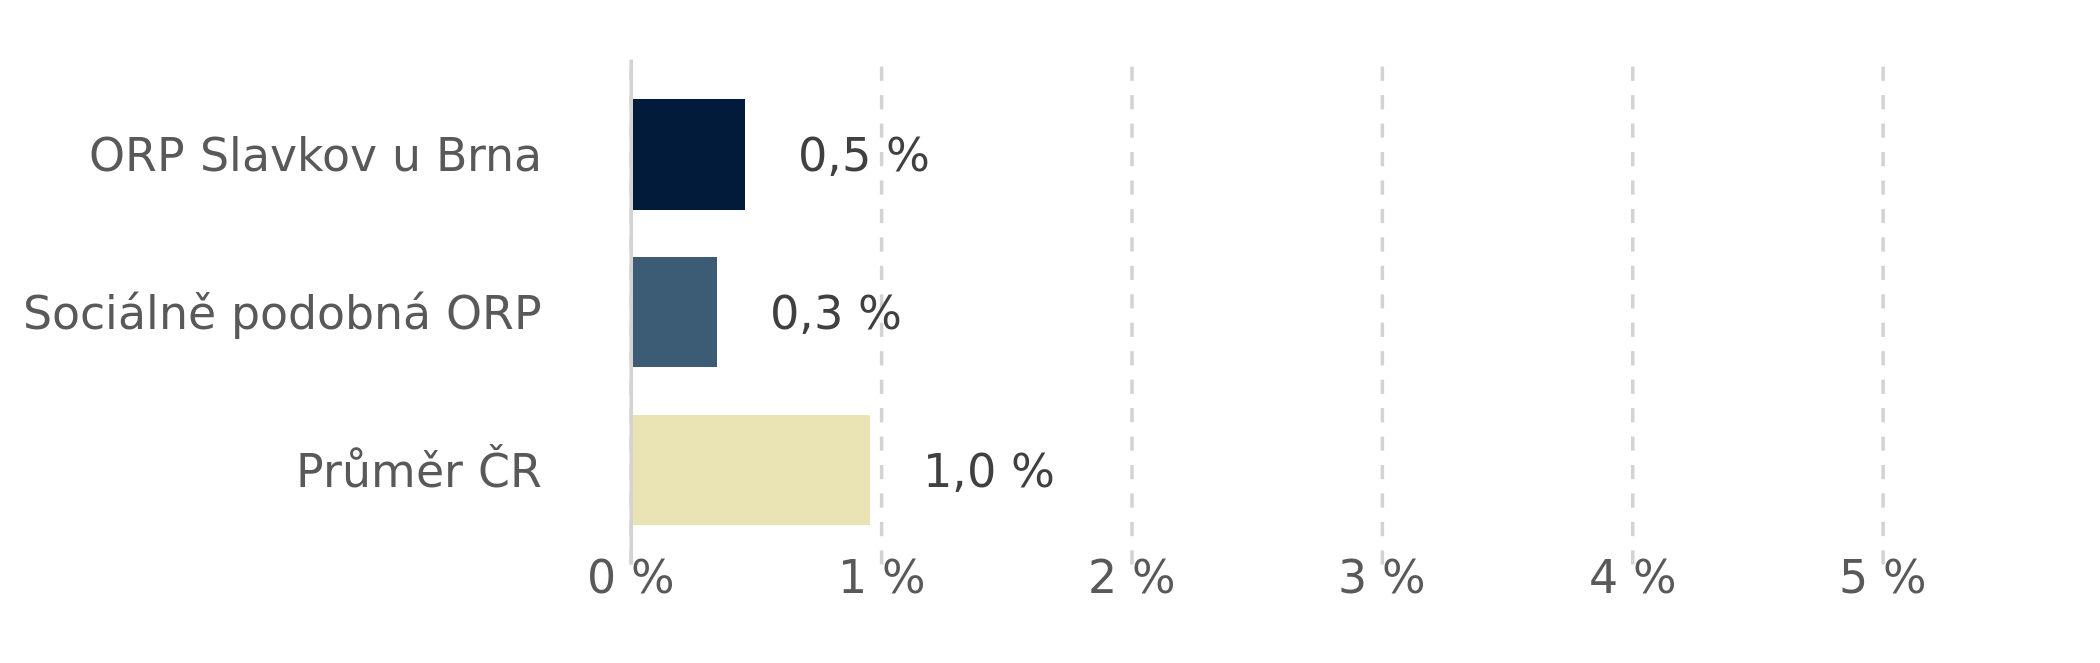 ORP Slavkov u Brna 0,5 %
Sociálně podobná ORP 0,3 %
Průměr ČR 1,0 %
0 % 1 % 2 % 3 % 4 % 5 %